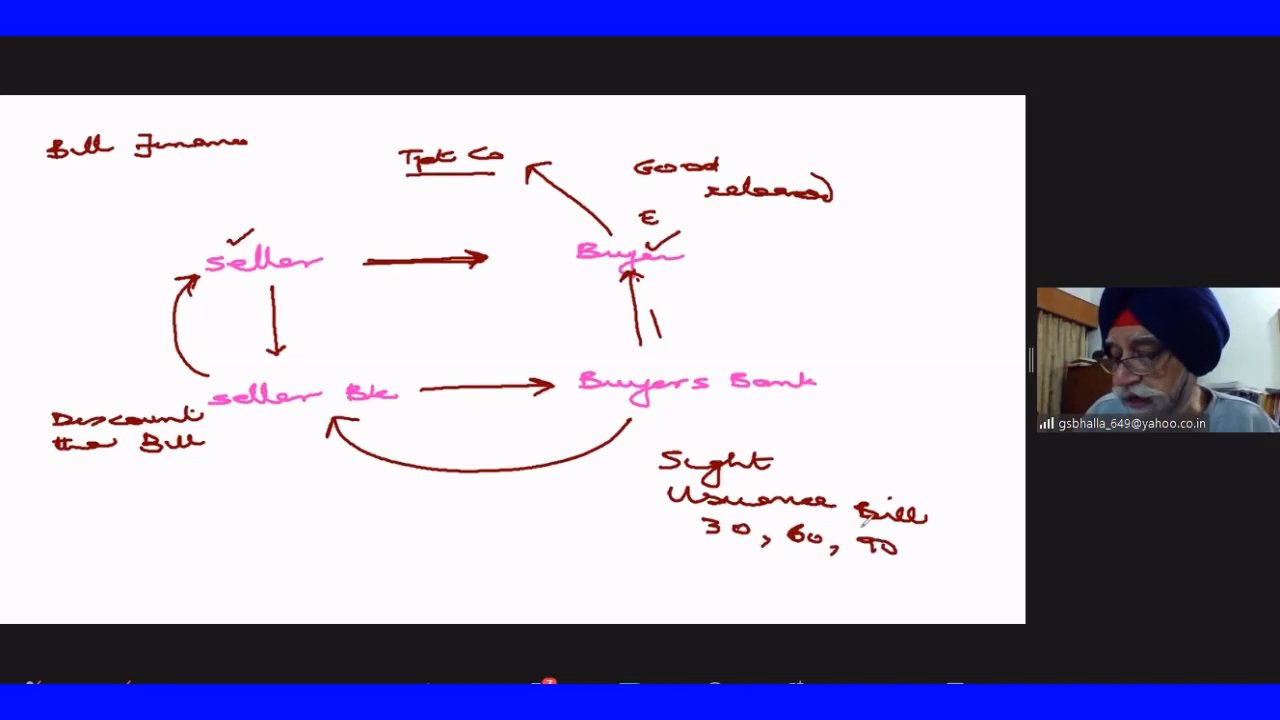 Bill Finance
Tpt Co
Good
released
E
Seller
Buyer
Seller Bk
Buyers Bank
Discount
the Bill
Sight
Usuance Bill
30, 60, 90
gsbhalla_649@yahoo.co.in